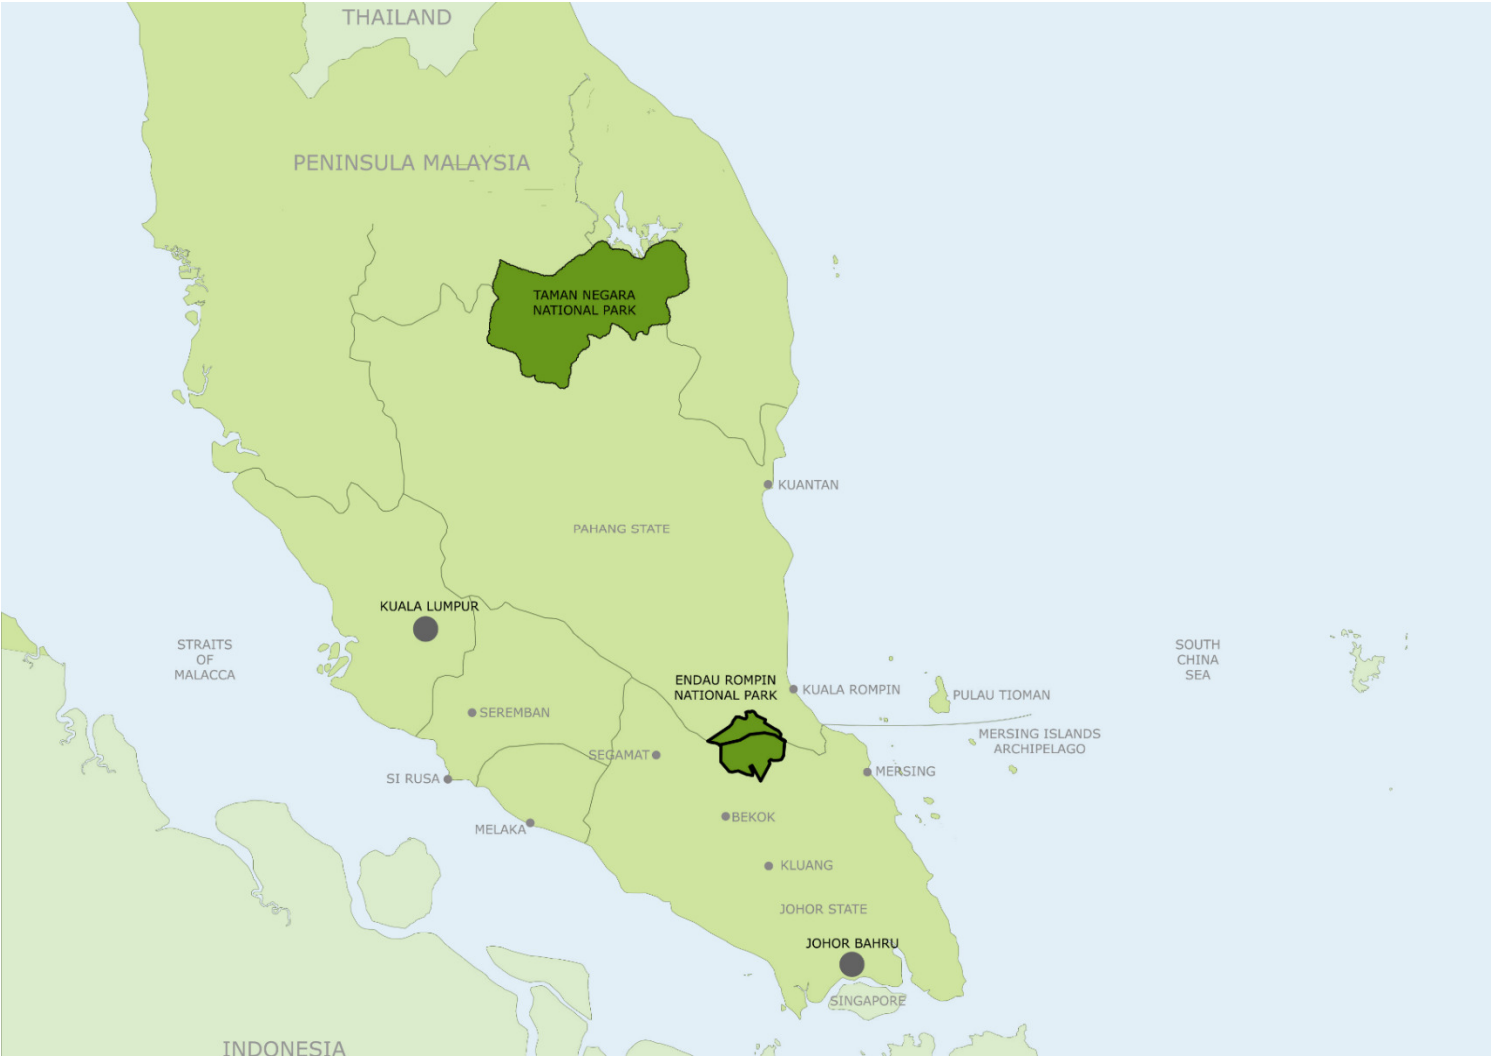 THAILAND
PENINSULA MALAYSIA
TAMAN NEGARA
NATIONAL PARK
KUANTAN
PAHANG STATE
KUALA LUMPUR
STRAITS
OF
MALACCA
SOUTH
CHINA
SEA
ENDAU ROMPIN
NATIONAL PARK
KUALA ROMPIN
PULAU TIOMAN
SEREMBAN
MERSING ISLANDS
ARCHIPELAGO
SEGAMAT
MERSING
SI RUSA
BEKOK
MELAKA
KLUANG
JOHOR STATE
JOHOR BAHRU
SINGAPORE
INDONESIA